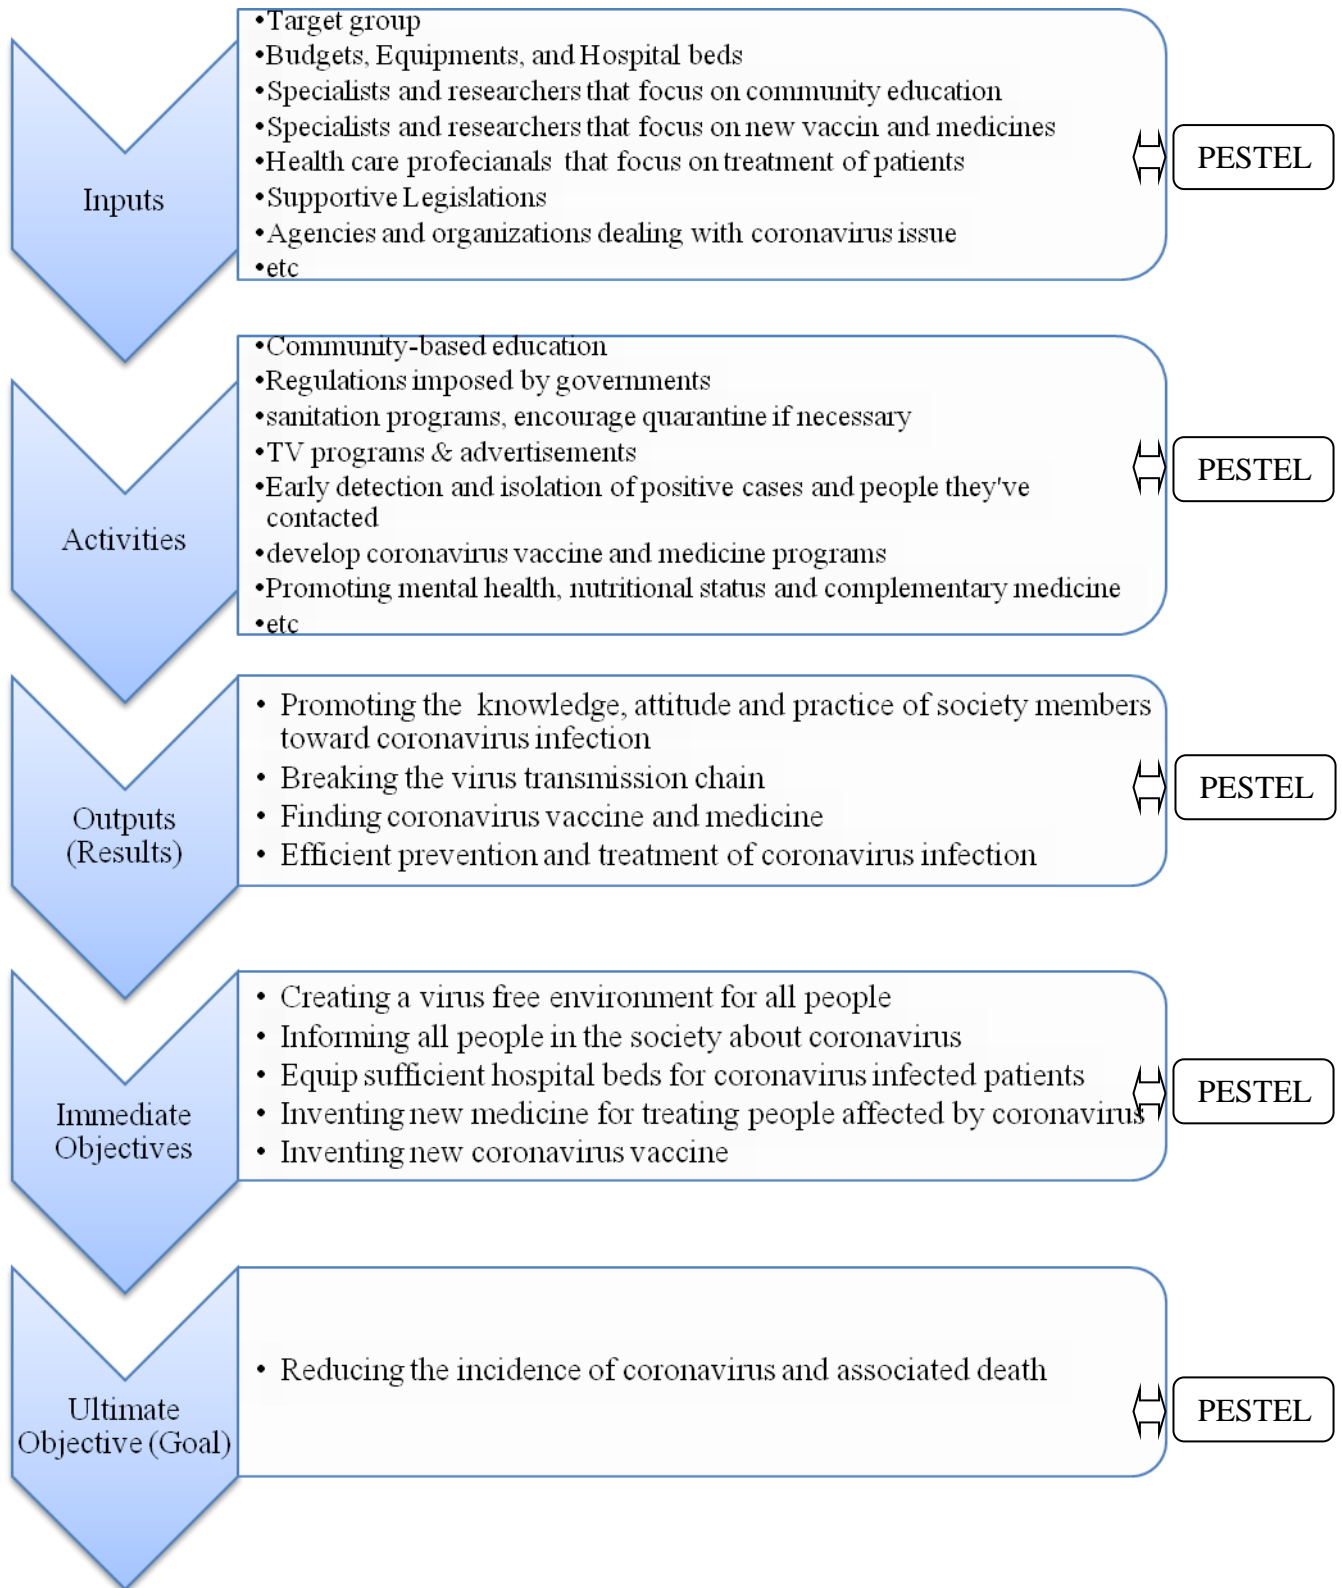 Inputs
•Target group
•Budgets, Equipments, and Hospital beds
•Specialists and researchers that focus on community education
•Specialists and researchers that focus on new vaccin and medicines
•Health care profecianals that focus on treatment of patients
•Supportive Legislations
•Agencies and organizations dealing with coronavirus issue
•etc
PESTEL
Activities
•Community-based education
•Regulations imposed by governments
•sanitation programs, encourage quarantine if necessary
•TV programs & advertisements
•Early detection and isolation of positive cases and people they've
contacted
•develop coronavirus vaccine and medicine programs
•Promoting mental health, nutritional status and complementary medicine
•etc
PESTEL
Outputs
(Results)
• Promoting the knowledge, attitude and practice of society members
toward coronavirus infection
• Breaking the virus transmission chain
• Finding coronavirus vaccine and medicine
• Efficient prevention and treatment of coronavirus infection
PESTEL
Immediate
Objectives
• Creating a virus free environment for all people
• Informing all people in the society about coronavirus
• Equip sufficient hospital beds for coronavirus infected patients
• Inventing new medicine for treating people affected by coronavirus
• Inventing new coronavirus vaccine
PESTEL
Ultimate
Objective (Goal)
• Reducing the incidence of coronavirus and associated death
PESTEL